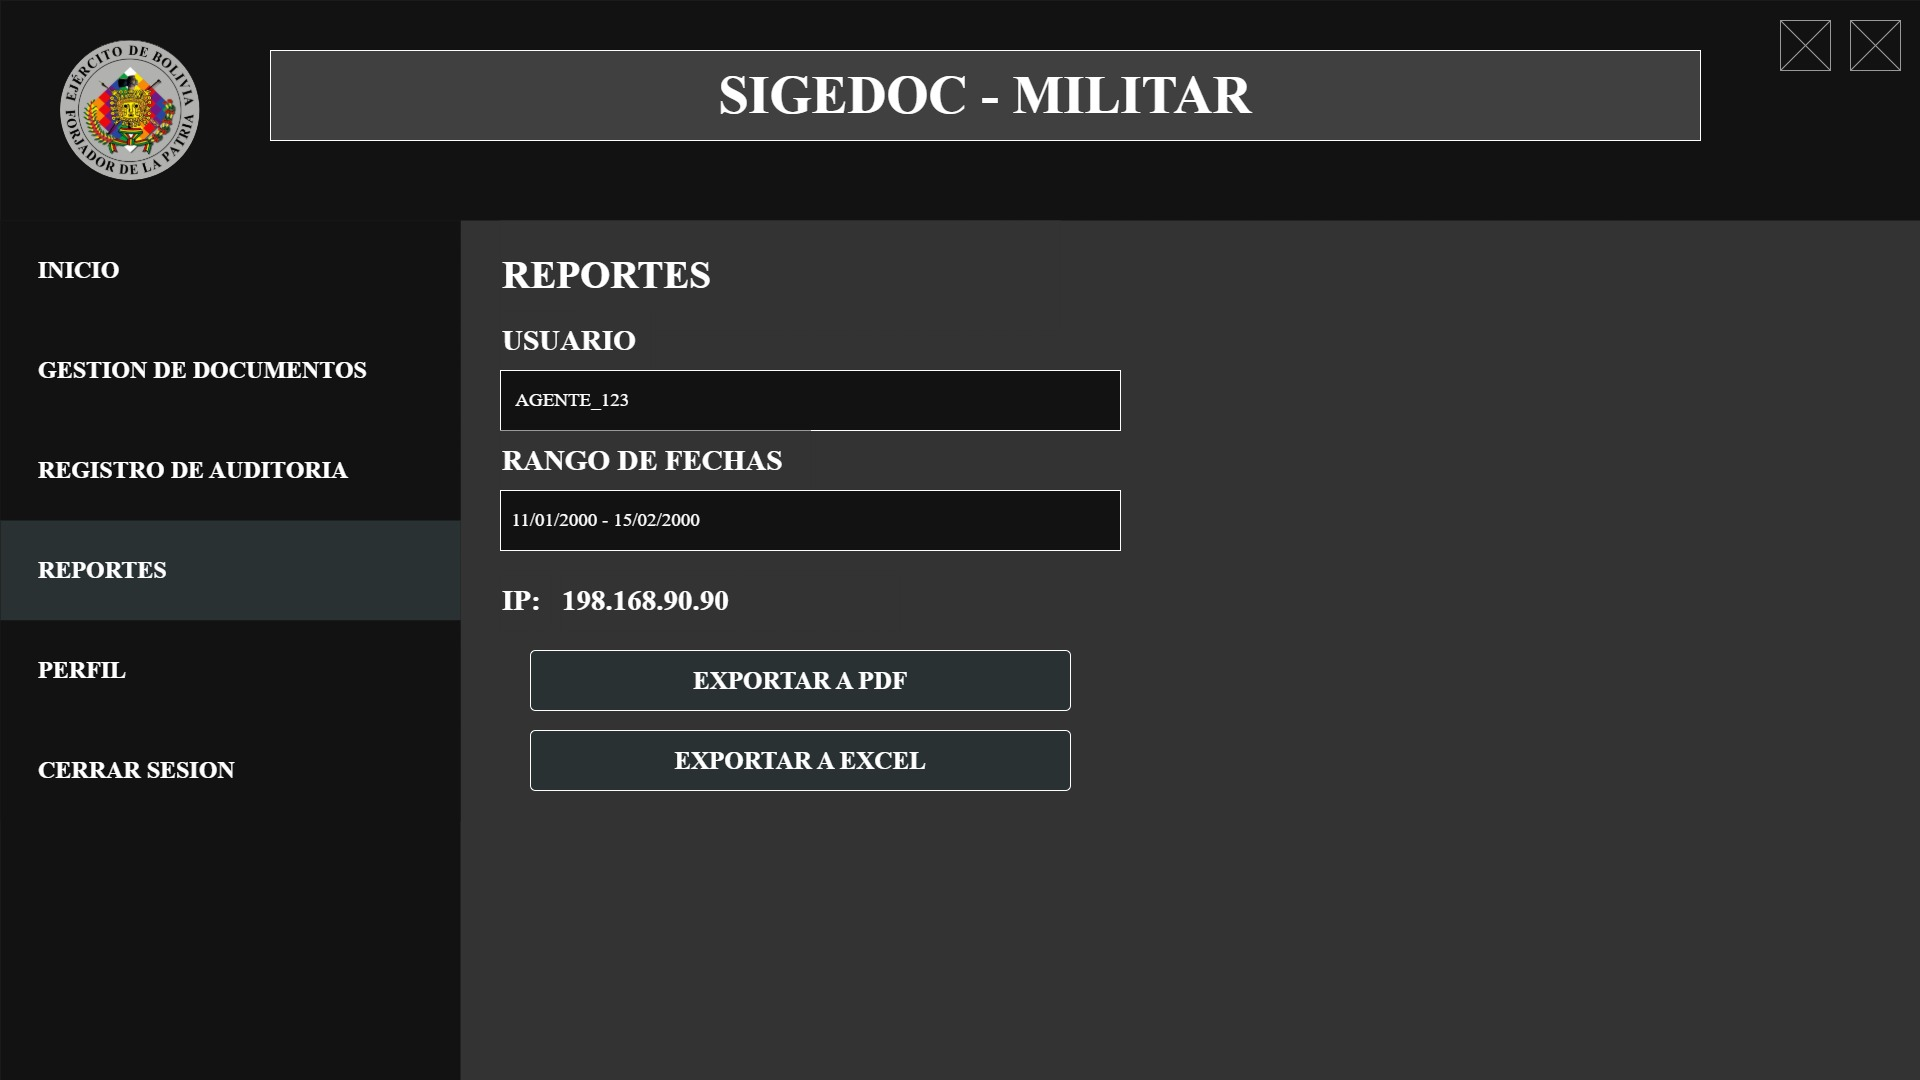 EJÉRCITO DE BOLIVIA
FORJADOR DE LA PATRIA
SIGEDOC - MILITAR
INICIO
GESTION DE DOCUMENTOS
REGISTRO DE AUDITORIA
REPORTES
PERFIL
CERRAR SESION
REPORTES
USUARIO
AGENTE_123
RANGO DE FECHAS
11/01/2000 - 15/02/2000
IP: 198.168.90.90
EXPORTAR A PDF
EXPORTAR A EXCEL